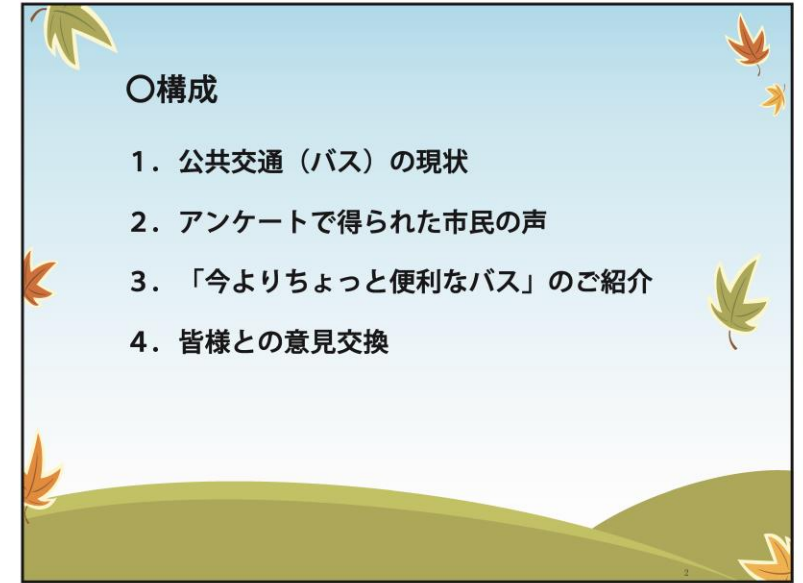 〇構成
１．公共交通（バス）の現状
２．アンケートで得られた市民の声
３．「今よりちょっと便利なバス」のご紹介
４．皆様との意見交換
2